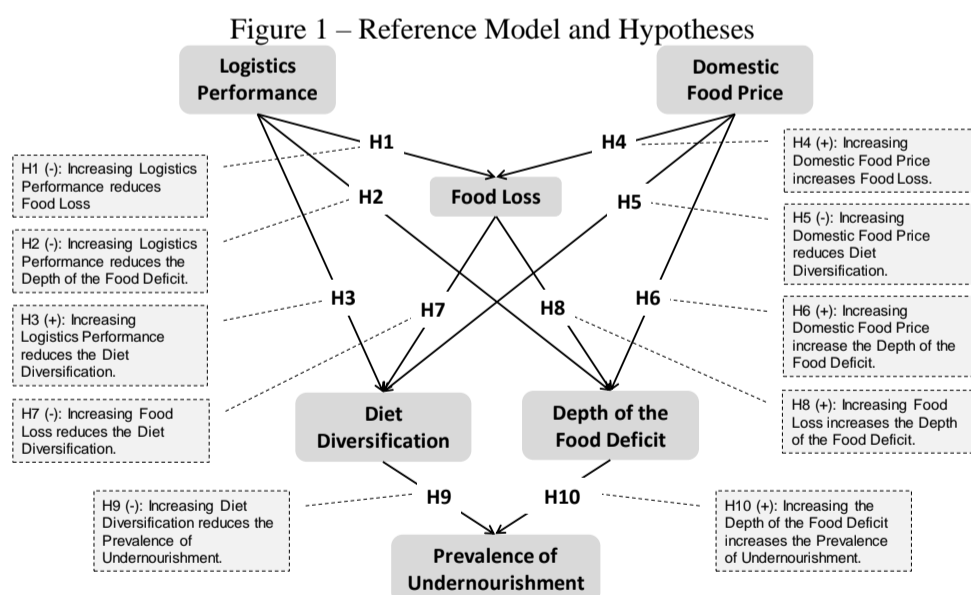 Figure 1 – Reference Model and Hypotheses
Logistics
Performance
Domestic
Food Price
H1
H4
H1 (-): Increasing Logistics
Performance reduces
Food Loss
H4 (+): Increasing
Domestic Food Price
increases Food Loss.
Food Loss
H2
H5
H2 (-): Increasing Logistics
Performance reduces the
Depth of the Food Deficit.
H5 (-): Increasing
Domestic Food Price
reduces Diet
Diversification.
H3
H7
H8
H6
H3 (+): Increasing
Logistics Performance
reduces the Diet
Diversification.
H6 (+): Increasing
Domestic Food Price
increase the Depth of the
Food Deficit.
H7 (-): Increasing Food
Loss reduces the Diet
Diversification.
Diet
Diversification
Depth of the
Food Deficit
H8 (+): Increasing Food
Loss increases the Depth
of the Food Deficit.
H9 (-): Increasing Diet
Diversification reduces the
Prevalence of
Undernourishment.
H9
H10
H10 (+): Increasing the
Depth of the Food Deficit
increases the Prevalence
of Undernourishment.
Prevalence of
Undernourishment